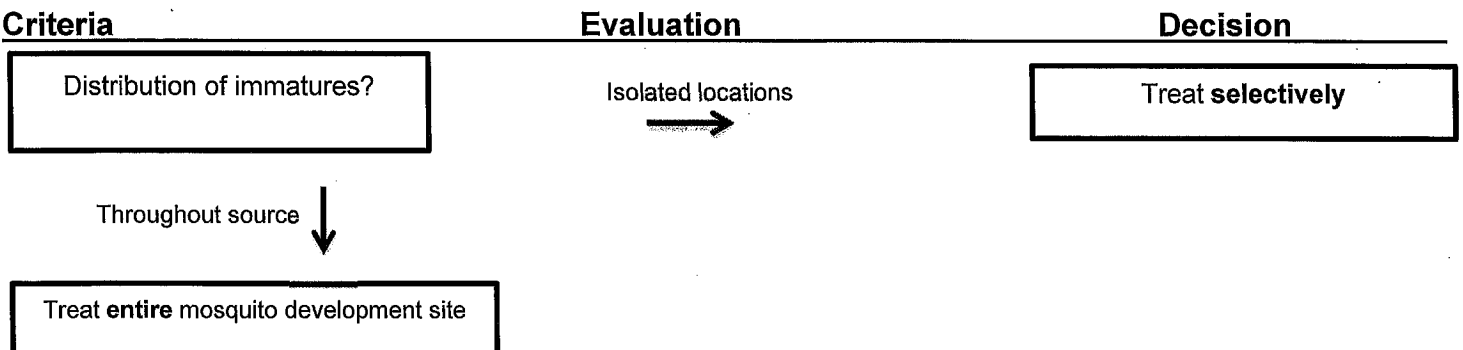 Criteria Evaluation Decision
Distribution of immatures?
Isolated locations
Treat selectively
Throughout source
Treat entire mosquito development site